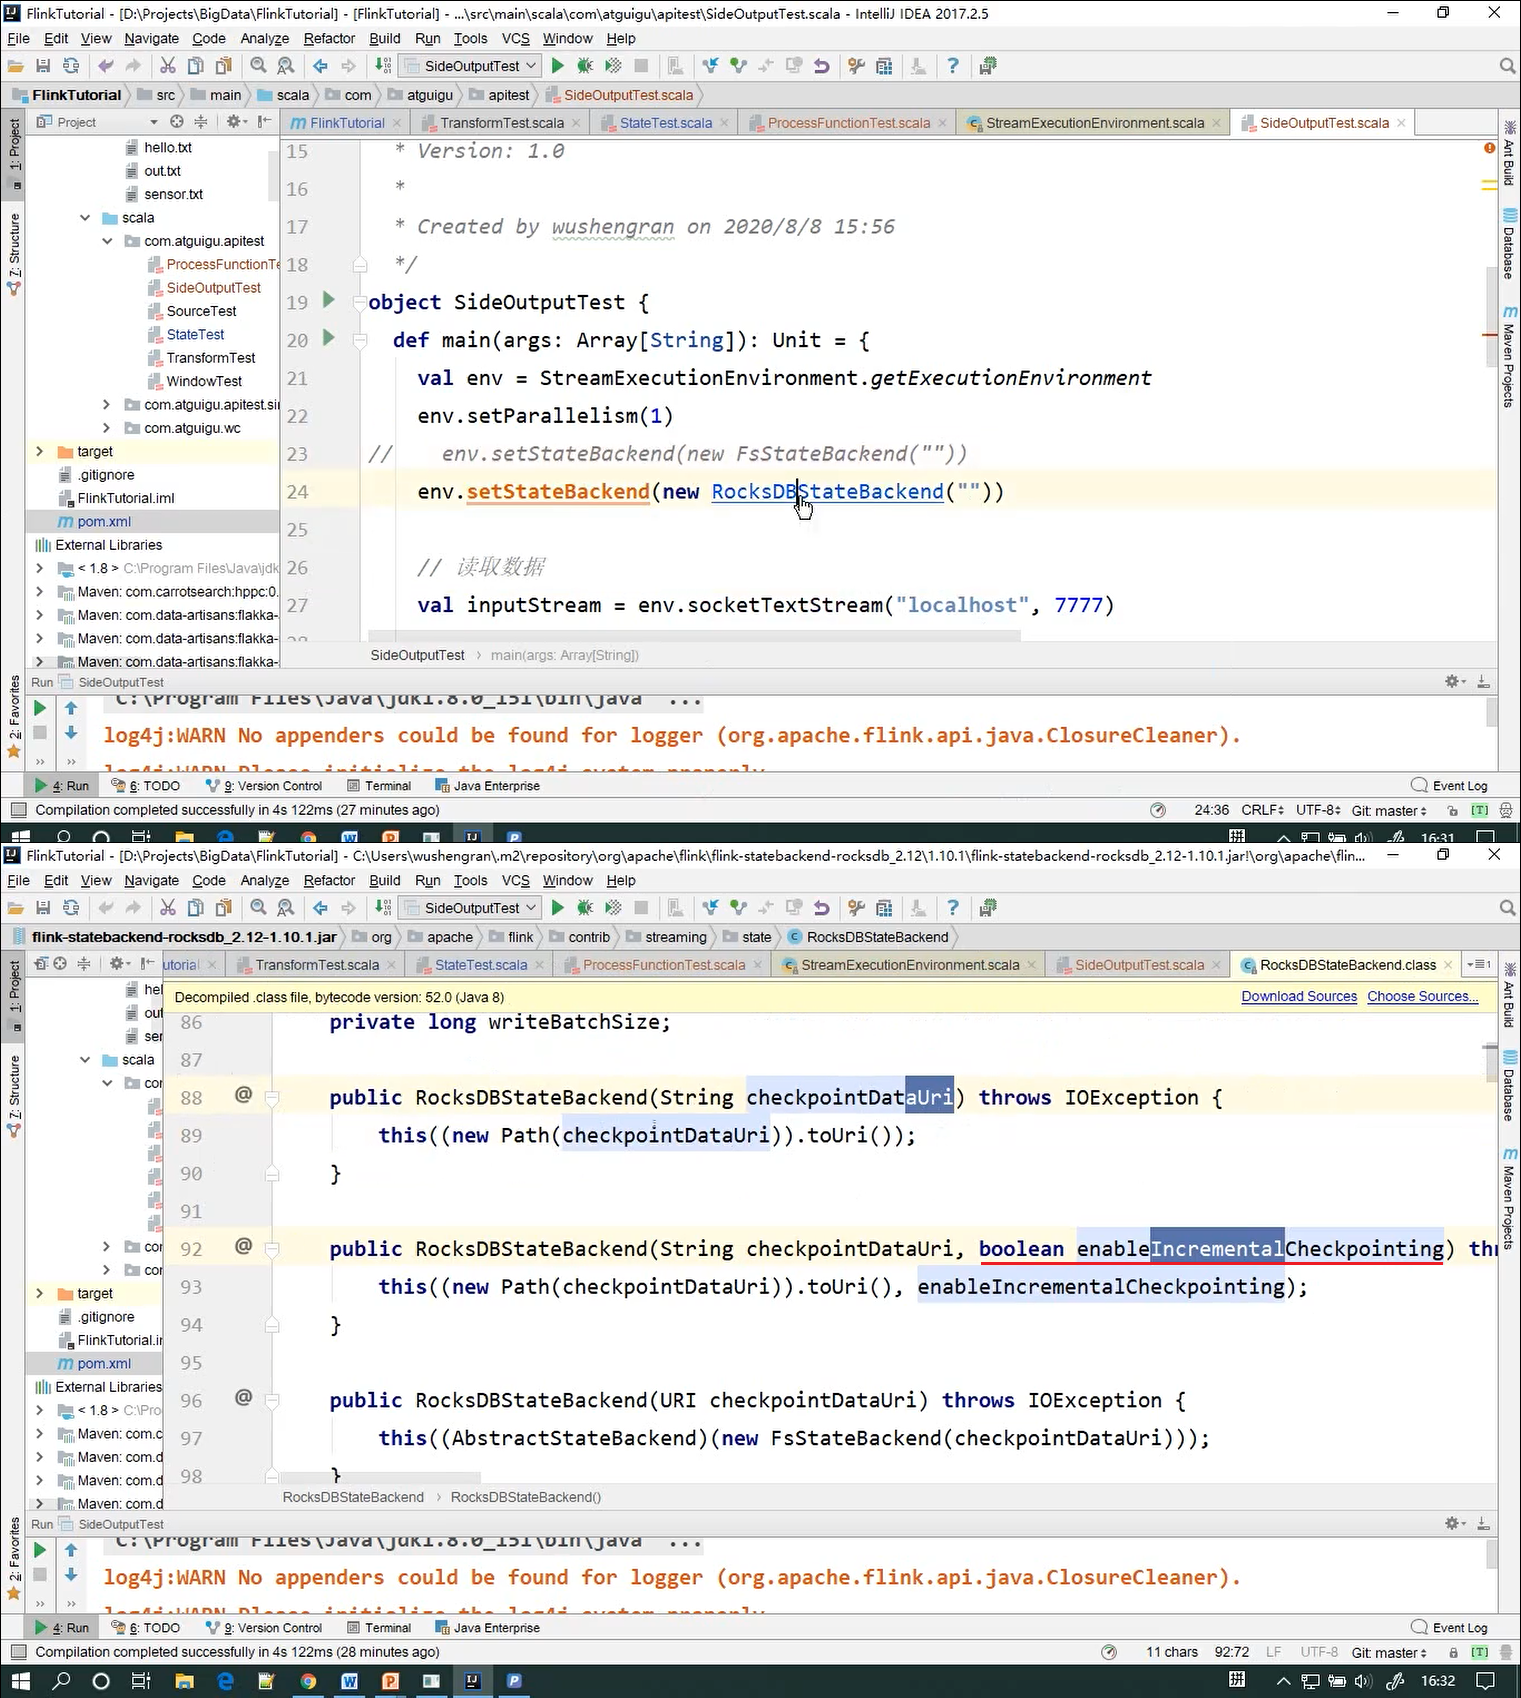 FlinkTutorial - [D:\Projects\BigData\FlinkTutorial] - [FlinkTutorial] - ...\src\main\scala\com\atguigu\apitest\SideOutputTest.scala - IntelliJ IDEA 2017.2.5
File Edit View Navigate Code Analyze Refactor Build Run Tools VCS Window Help
SideOutputTest
FlinkTutorial src main scala com atguigu apitest SideOutputTest.scala
Project
FlinkTutorial TransformTest.scala StateTest.scala ProcessFunctionTest.scala StreamExecutionEnvironment.scala SideOutputTest.scala
1: Project
7: Structure
2: Favorites
hello.txt
out.txt
sensor.txt
scala
com.atguigu.apitest
ProcessFunctionTe
SideOutputTest
SourceTest
StateTest
TransformTest
WindowTest
com.atguigu.apitest.sin
com.atguigu.wc
target
.gitignore
FlinkTutorial.iml
pom.xml
External Libraries
< 1.8 > C:\Program Files\Java\jdk
Maven: com.carrotsearch:hppc:0.
Maven: com.data-artisans:flakka-
Maven: com.data-artisans:flakka-
Maven: com.data-artisans:flakka-
15 * Version: 1.0
16 *
17 * Created by wushengran on 2020/8/8 15:56
18 */
19 object SideOutputTest {
20 def main(args: Array[String]): Unit = {
21 val env = StreamExecutionEnvironment.getExecutionEnvironment
22 env.setParallelism(1)
23 // env.setStateBackend(new FsStateBackend(""))
24 env.setStateBackend(new RocksDBStateBackend(""))
25
26 // 读取数据
27 val inputStream = env.socketTextStream("localhost", 7777)
28
SideOutputTest main(args: Array[String])
Ant Build
Database
Maven Projects
Run SideOutputTest
C:\Program Files\Java\jdk1.8.0_151\bin\java ...
log4j:WARN No appenders could be found for logger (org.apache.flink.api.java.ClosureCleaner).
log4j:WARN Please initialize the log4j system properly.
4: Run 6: TODO 9: Version Control Terminal Java Enterprise Event Log
Compilation completed successfully in 4s 122ms (27 minutes ago) 24:36 CRLF UTF-8 Git: master [T]
拼 16:31
FlinkTutorial - [D:\Projects\BigData\FlinkTutorial] - C:\Users\wushengran\.m2\repository\org\apache\flink\flink-statebackend-rocksdb_2.12\1.10.1\flink-statebackend-rocksdb_2.12-1.10.1.jar!\org\apache\flin...
File Edit View Navigate Code Analyze Refactor Build Run Tools VCS Window Help
SideOutputTest
flink-statebackend-rocksdb_2.12-1.10.1.jar org apache flink contrib streaming state RocksDBStateBackend
utorial TransformTest.scala StateTest.scala ProcessFunctionTest.scala StreamExecutionEnvironment.scala SideOutputTest.scala RocksDBStateBackend.class
Decompiled .class file, bytecode version: 52.0 (Java 8) Download Sources Choose Sources...
1: Project
7: Structure
2: Favorites
hel
out
ser
scala
cor
cor
cor
target
.gitignore
FlinkTutorial.ir
pom.xml
External Libraries
< 1.8 > C:\Pro
Maven: com.c
Maven: com.d
Maven: com.d
Maven: com.d
86 private long writeBatchSize;
87
88 @ public RocksDBStateBackend(String checkpointDataUri) throws IOException {
89 this((new Path(checkpointDataUri)).toUri());
90 }
91
92 @ public RocksDBStateBackend(String checkpointDataUri, boolean enableIncrementalCheckpointing) thr
93 this((new Path(checkpointDataUri)).toUri(), enableIncrementalCheckpointing);
94 }
95
96 @ public RocksDBStateBackend(URI checkpointDataUri) throws IOException {
97 this((AbstractStateBackend)(new FsStateBackend(checkpointDataUri)));
98 }
RocksDBStateBackend RocksDBStateBackend()
Ant Build
Database
Maven Projects
Run SideOutputTest
C:\Program Files\Java\jdk1.8.0_151\bin\java ...
log4j:WARN No appenders could be found for logger (org.apache.flink.api.java.ClosureCleaner).
log4j:WARN Please initialize the log4j system properly.
4: Run 6: TODO 9: Version Control Terminal Java Enterprise Event Log
Compilation completed successfully in 4s 122ms (28 minutes ago) 11 chars 92:72 LF UTF-8 Git: master [T]
拼 16:32